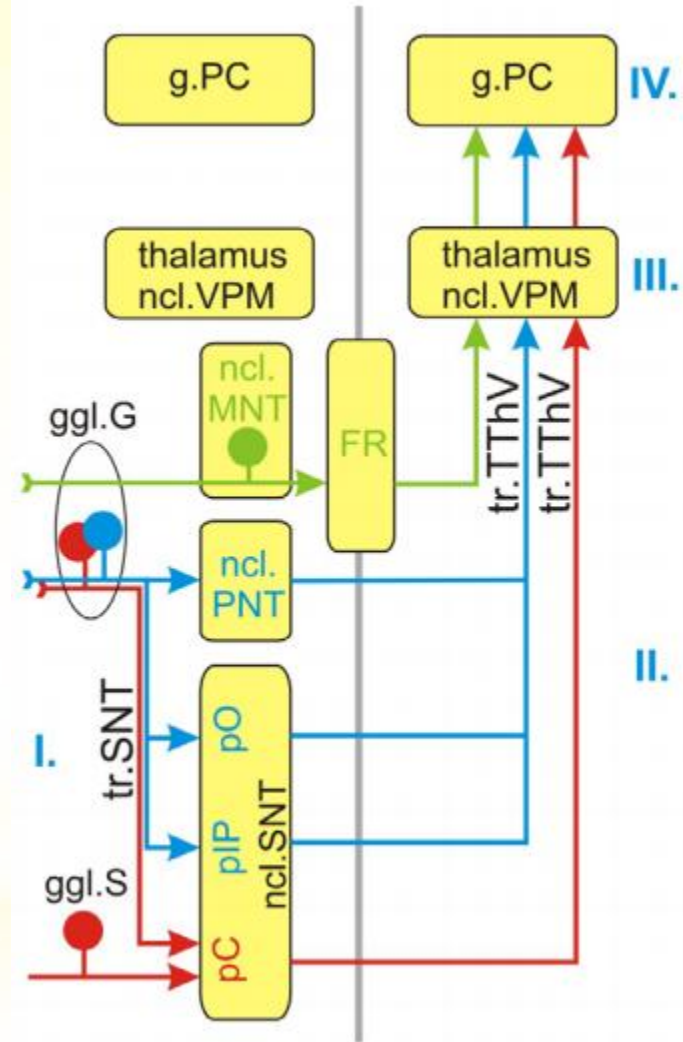 g.PC
g.PC
IV.
thalamus
ncl.VPM
thalamus
ncl.VPM
III.
ncl.
MNT
ggl.G
FR
tr.TThV
tr.TThV
ncl.
PNT
II.
I.
tr.SNT
pO
pIP
ncl.SNT
ggl.S
pC